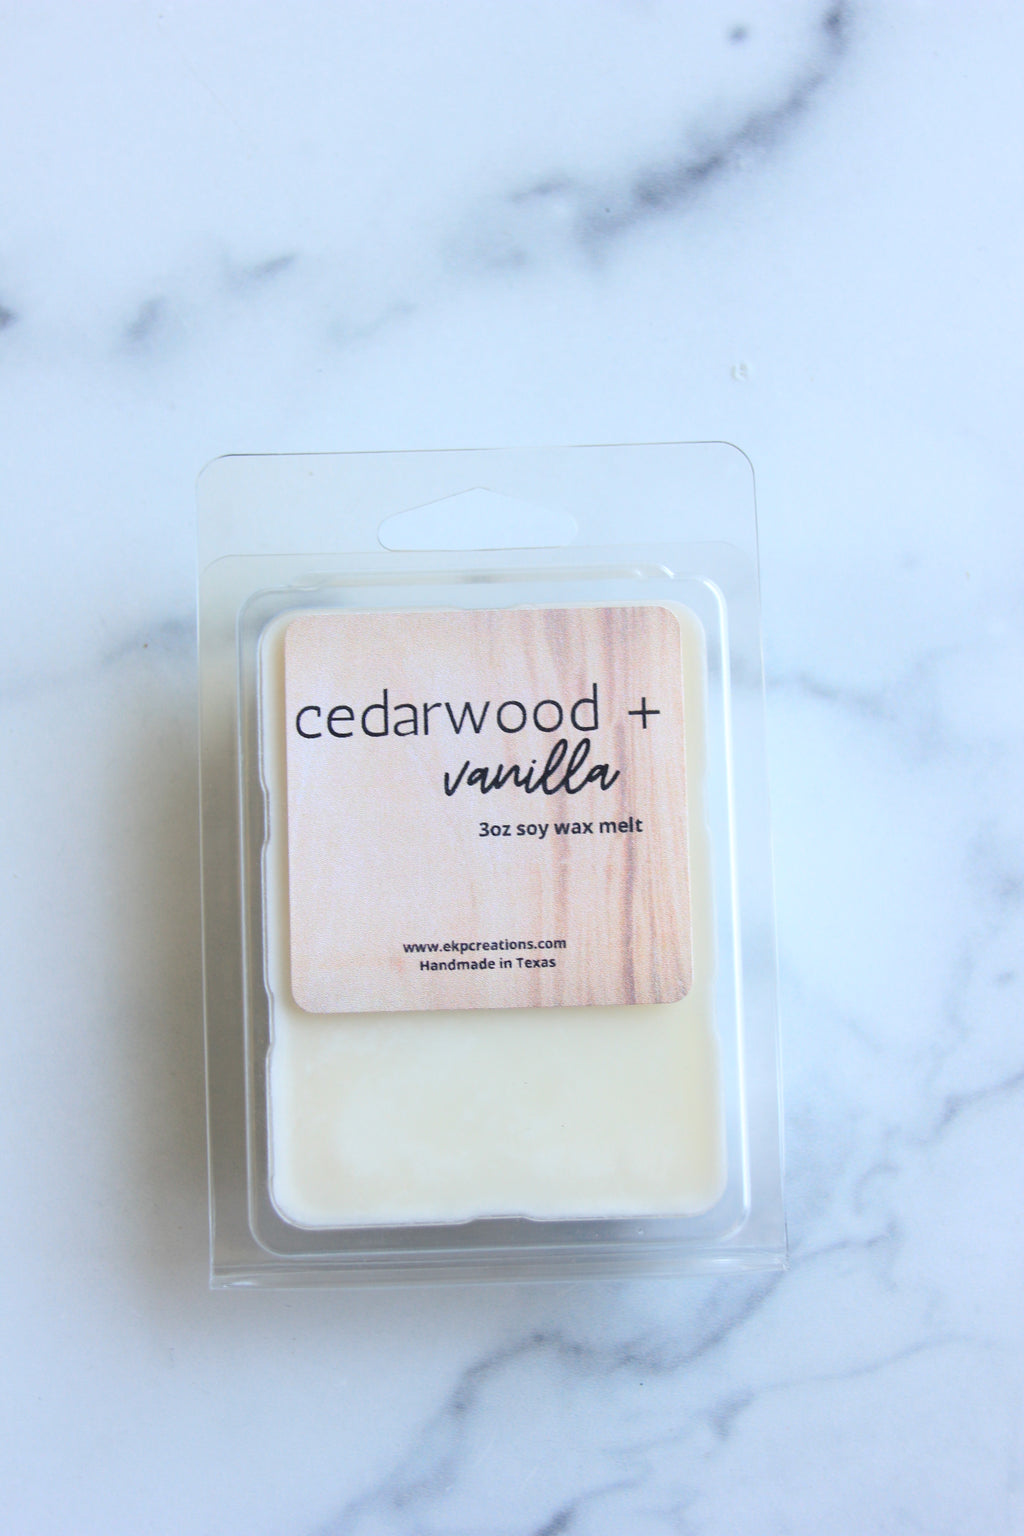 cedarwood +
vanilla
3oz soy wax melt
www.ekpcreations.com
Handmade in Texas